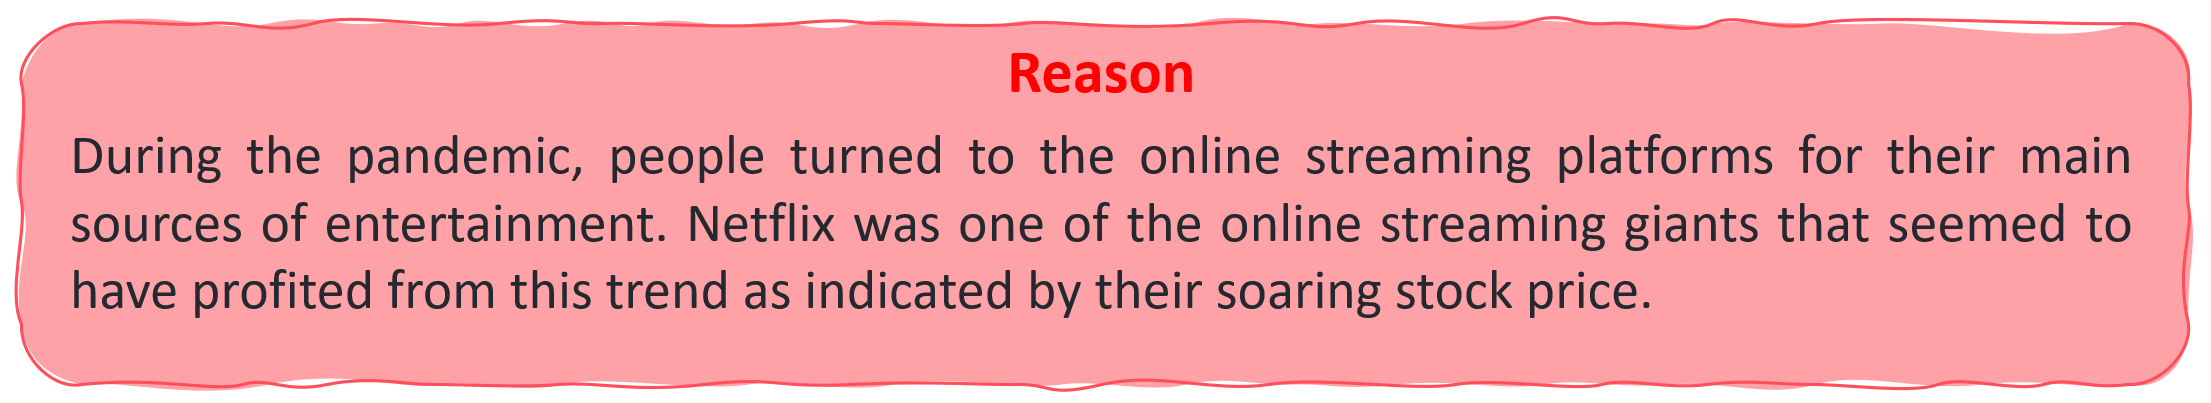 Reason
During the pandemic, people turned to the online streaming platforms for their main
sources of entertainment. Netflix was one of the online streaming giants that seemed to
have profited from this trend as indicated by their soaring stock price.